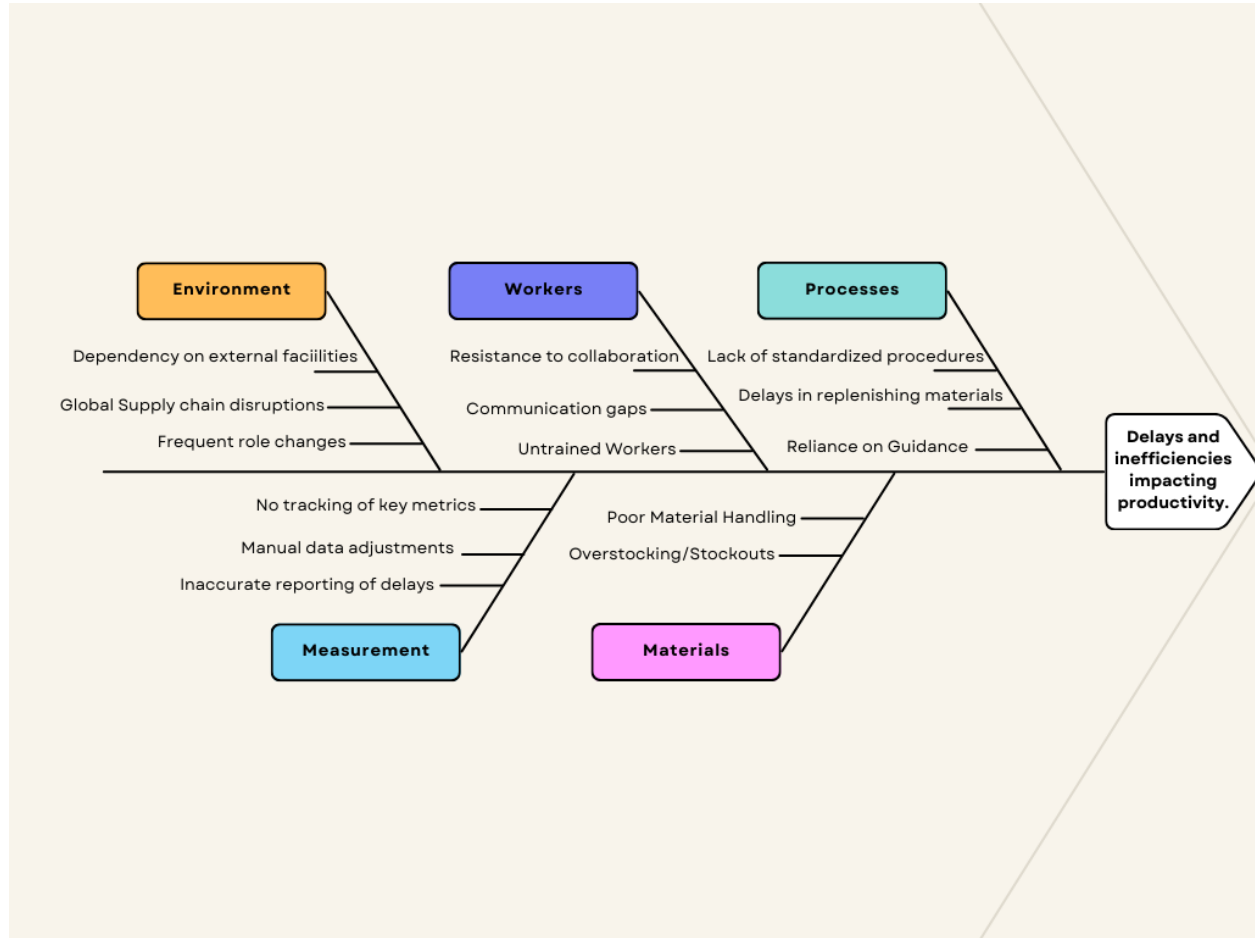 Environment
Workers
Processes
Dependency on external faciilities
Resistance to collaboration
Lack of standardized procedures
Global Supply chain disruptions
Communication gaps
Delays in replenishing materials
Frequent role changes
Untrained Workers
Reliance on Guidance
Delays and
inefficiencies
impacting
productivity.
No tracking of key metrics
Poor Material Handling
Manual data adjustments
Overstocking/Stockouts
Inaccurate reporting of delays
Measurement
Materials